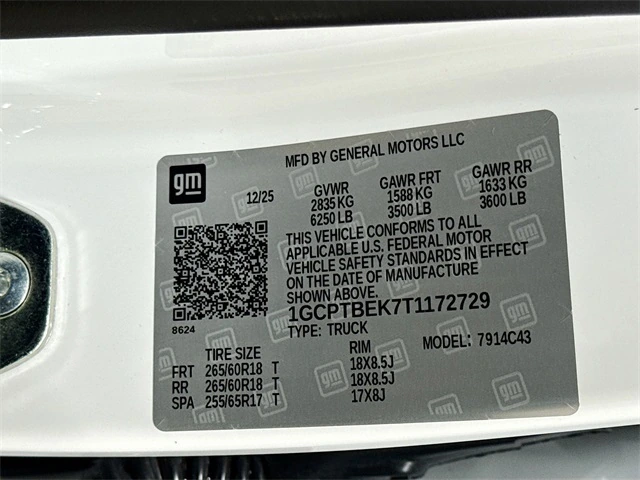 MFD BY GENERAL MOTORS LLC
gm
12/25
GVWR GAWR FRT GAWR RR
2835 KG 1588 KG 1633 KG
6250 LB 3500 LB 3600 LB
THIS VEHICLE CONFORMS TO ALL
APPLICABLE U.S. FEDERAL MOTOR
VEHICLE SAFETY STANDARDS IN EFFECT
ON THE DATE OF MANUFACTURE
SHOWN ABOVE.
8624
1GCPTBEK7T1172729
TYPE: TRUCK MODEL: 7914C43
TIRE SIZE RIM
FRT 265/60R18 T 18X8.5J
RR 265/60R18 T 18X8.5J
SPA 255/65R17 T 17X8J